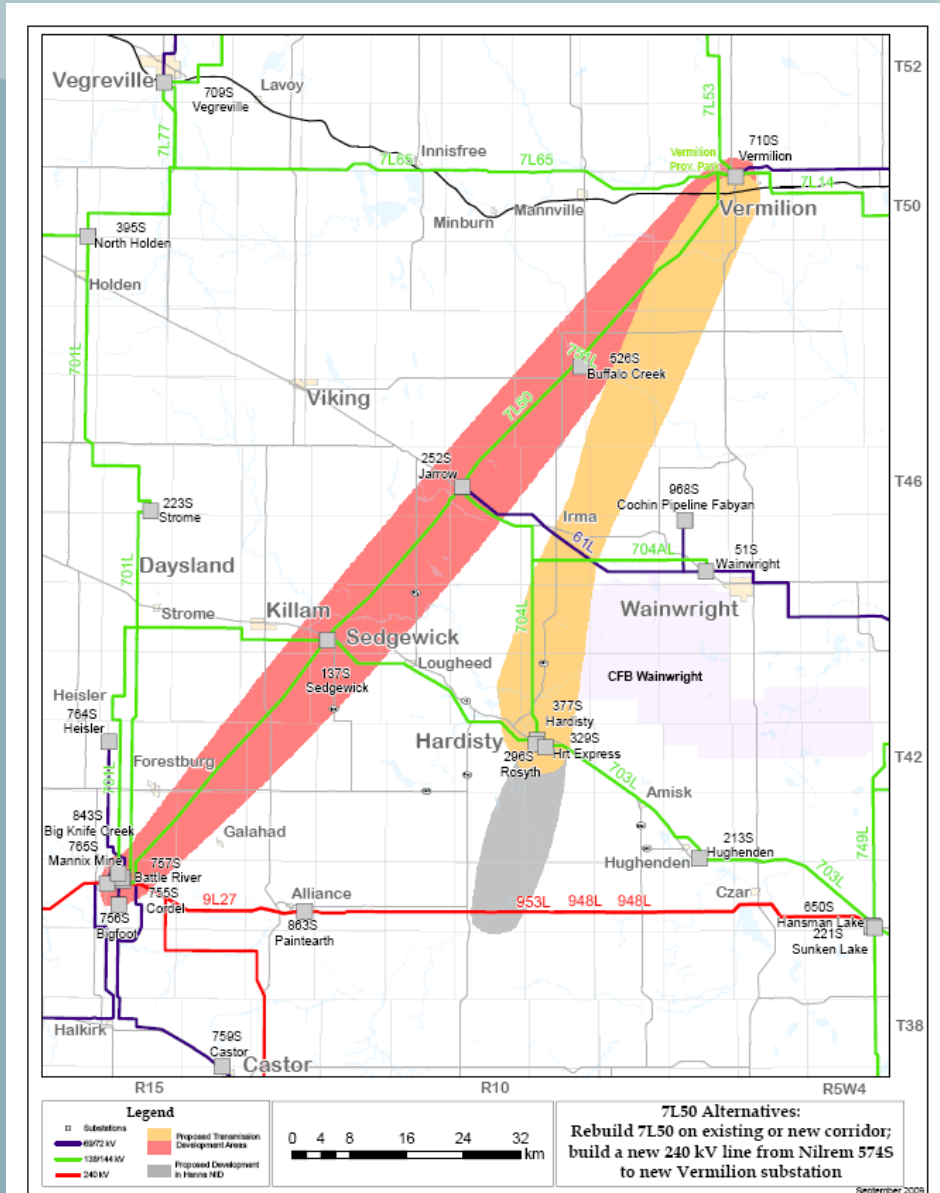 T52
Vegreville
Lavoy
709S
Vegreville
7L77
7L53
710S
Vermilion
Vermilion
Prov. Park
Innisfree
7L65
7L65
7L14
T50
Vermilion
Mannville
Minburn
395S
North Holden
Holden
701L
526S
Buffalo Creek
Viking
7L50
252S
Jarrow
T46
968S
Cochin Pipeline Fabyan
223S
Strome
Irma
61L
704AL
51S
Wainwright
701L
Daysland
Strome
Killam
Sedgewick
704L
Wainwright
Lougheed
137S
Sedgewick
CFB Wainwright
Heisler
764S
Heisler
377S
Hardisty
Hardisty
329S
Hrt Express
296S
Rosyth
T42
Forestburg
701L
703L
Amisk
749L
843S
Big Knife Creek
Galahad
765S
Mannix Mine
757S
Battle River
213S
Hughenden
Hughenden
703L
755S
Cordel
9L27
Alliance
953L
948L
948L
Czar
650S
Hansman Lake
756S
Bigfoot
863S
Paintearth
221S
Sunken Lake
Halkirk
759S
Castor
Castor
T38
R15
R10
R5W4
Legend
Substations
69/72 kV
138/144 kV
240 kV
Proposed Transmission
Development Areas
Proposed Development
in Hanna NID
0 4 8 16 24 32
km
7L50 Alternatives:
Rebuild 7L50 on existing or new corridor;
build a new 240 kV line from Nilrem 574S
to new Vermilion substation
September 2009